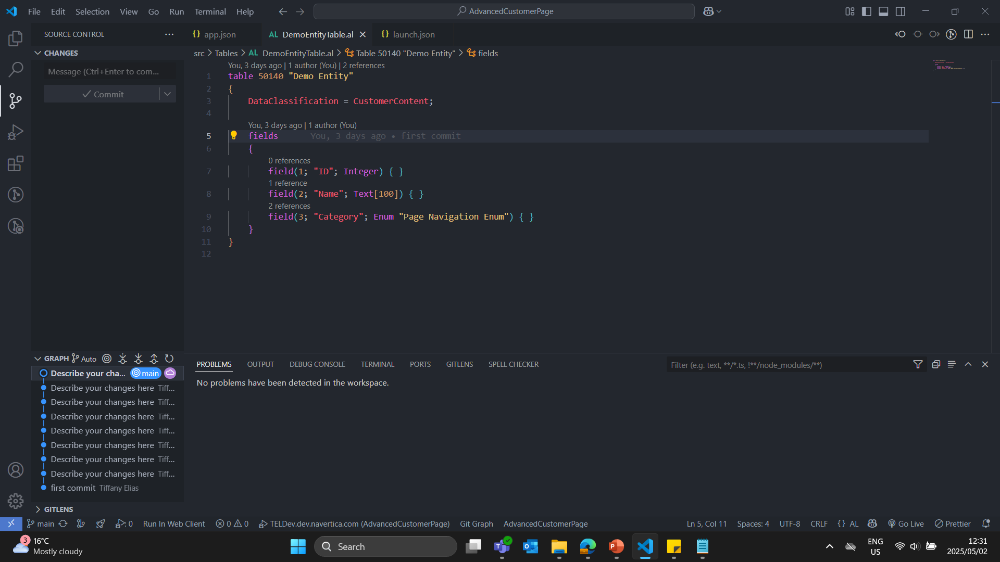 File Edit Selection View Go Run Terminal Help
AdvancedCustomerPage
SOURCE CONTROL
CHANGES
Message (Ctrl+Enter to com...
Commit
{} app.json
AL DemoEntityTable.al
{} launch.json
src > Tables > AL DemoEntityTable.al > Table 50140 "Demo Entity" > fields
You, 3 days ago | 1 author (You) | 2 references
1 table 50140 "Demo Entity"
2 {
3 DataClassification = CustomerContent;
4
You, 3 days ago | 1 author (You)
5 fields You, 3 days ago • first commit
6 {
0 references
7 field(1; "ID"; Integer) { }
1 reference
8 field(2; "Name"; Text[100]) { }
2 references
9 field(3; "Category"; Enum "Page Navigation Enum") { }
10 }
11 }
12
GRAPH Auto
Describe your cha... main
Describe your changes here Tiff...
Describe your changes here Tiff...
Describe your changes here Tiff...
Describe your changes here Tiff...
Describe your changes here Tiff...
Describe your changes here Tiff...
Describe your changes here Tiff...
first commit Tiffany Elias
GITLENS
PROBLEMS OUTPUT DEBUG CONSOLE TERMINAL PORTS GITLENS SPELL CHECKER
Filter (e.g. text, **/*.ts, !**/node_modules/**)
No problems have been detected in the workspace.
main : 0 Run In Web Client 0 0 TELDev.dev.navertica.com (AdvancedCustomerPage) Git Graph AdvancedCustomerPage
Ln 5, Col 11 Spaces: 4 UTF-8 CRLF {} AL Go Live Prettier
3
16°C
Mostly cloudy
Search
ENG
US
12:31
2025/05/02